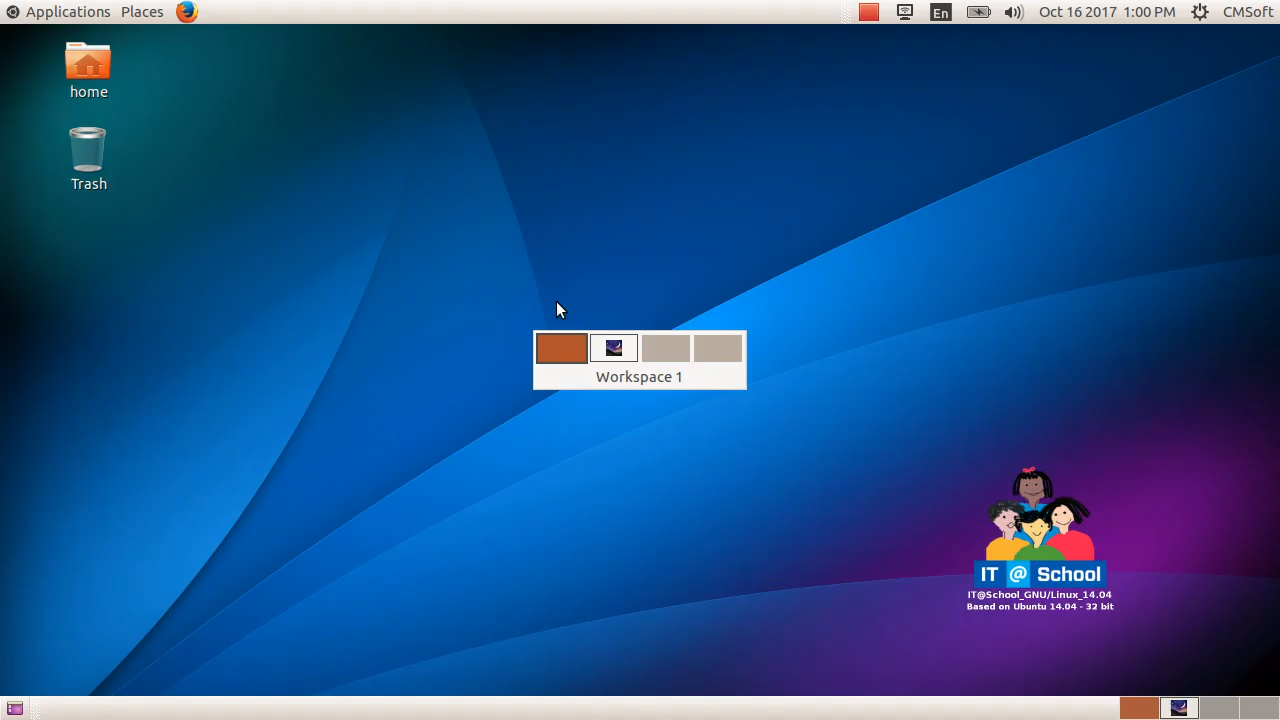 Applications Places
En Oct 16 2017 1:00 PM CMSoft
home
Trash
Workspace 1
IT @ School
IT@School_GNU/Linux_14.04
Based on Ubuntu 14.04 - 32 bit